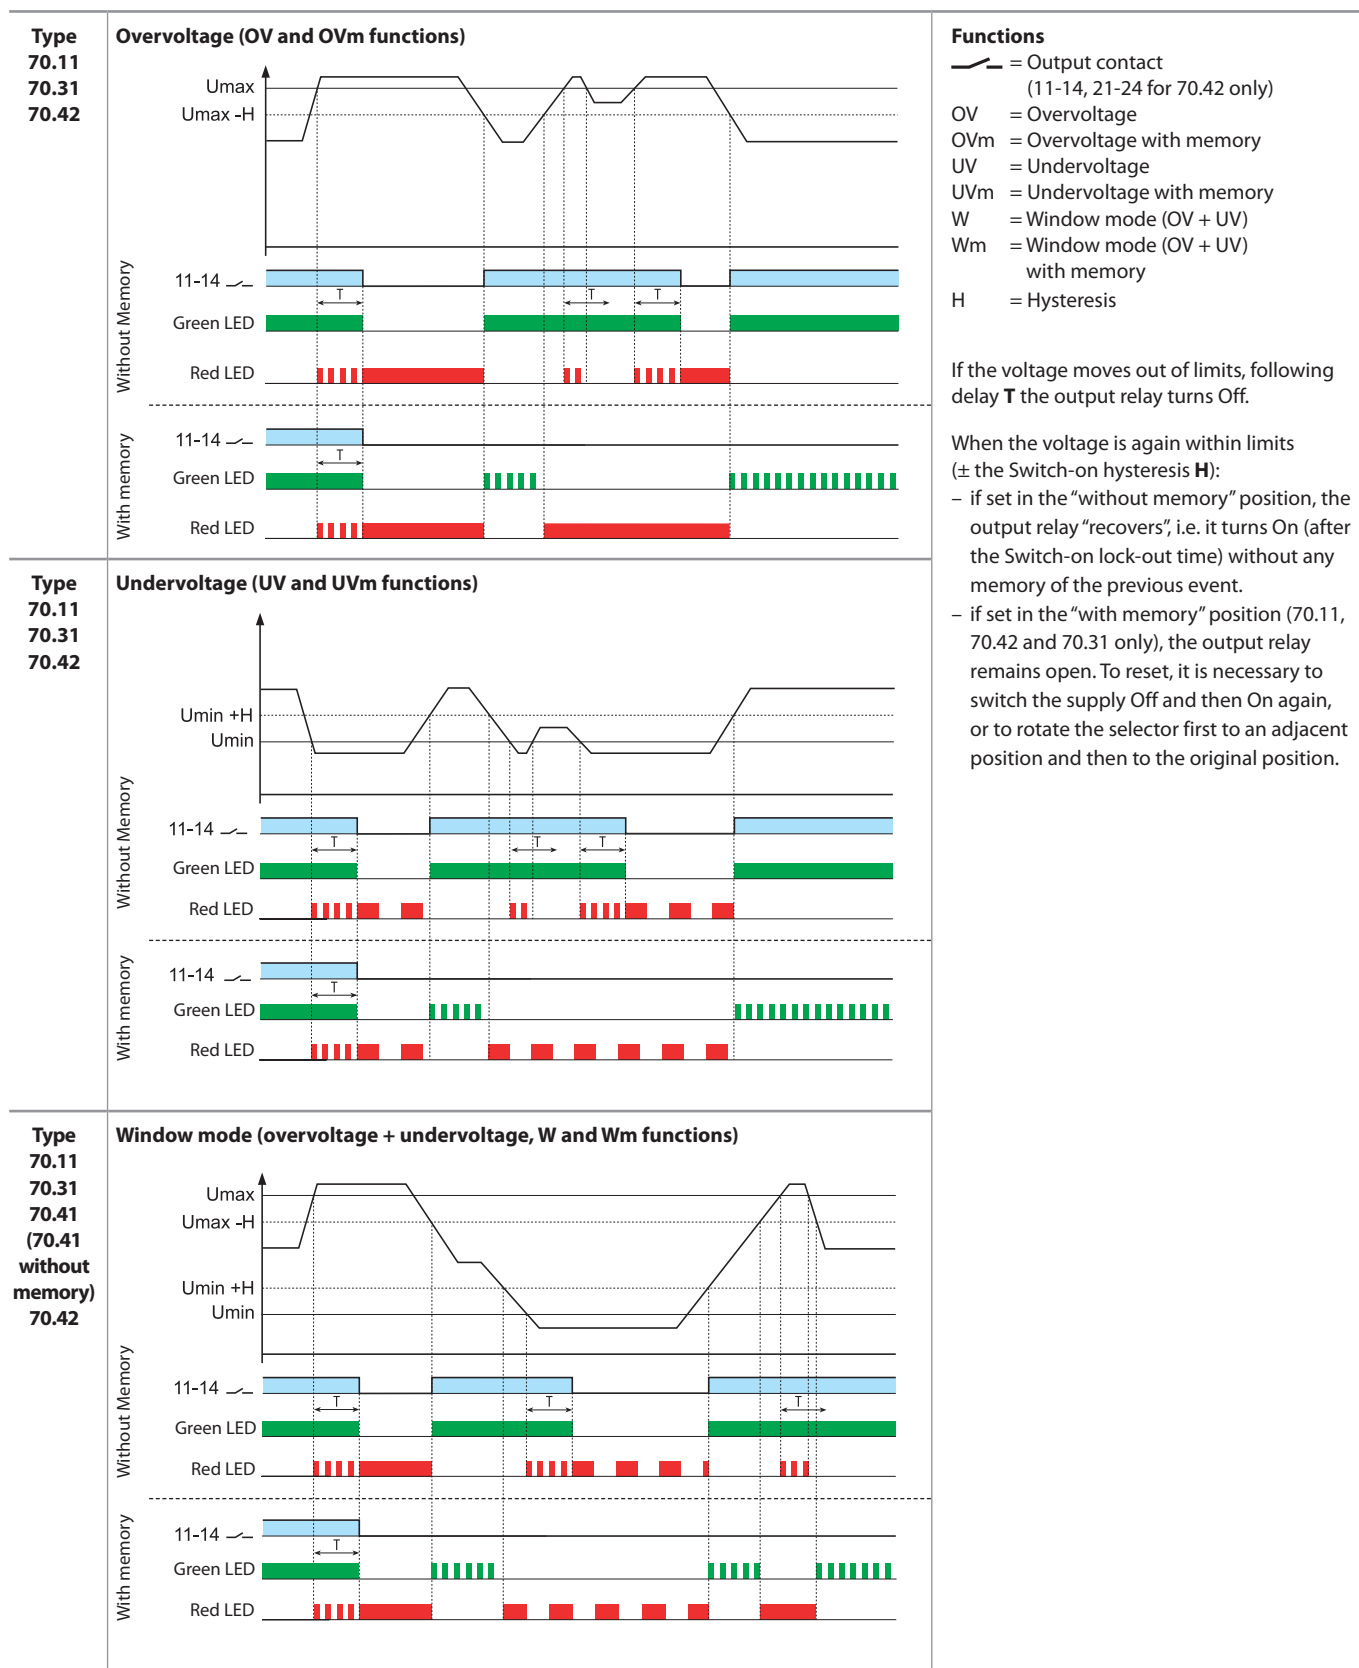 Type
70.11
70.31
70.42
Overvoltage (OV and OVm functions)
Umax
Umax -H
Without Memory
11-14
T
T
T
Green LED
Red LED
With memory
11-14
T
Green LED
Red LED
Type
70.11
70.31
70.42
Undervoltage (UV and UVm functions)
Umin +H
Umin
Without Memory
11-14
T
T
T
Green LED
Red LED
With memory
11-14
T
Green LED
Red LED
Type
70.11
70.31
70.41
(70.41
without
memory)
70.42
Window mode (overvoltage + undervoltage, W and Wm functions)
Umax
Umax -H
Umin +H
Umin
Without Memory
11-14
T
T
T
Green LED
Red LED
With memory
11-14
T
Green LED
Red LED
Functions
= Output contact
(11-14, 21-24 for 70.42 only)
OV = Overvoltage
OVm = Overvoltage with memory
UV = Undervoltage
UVm = Undervoltage with memory
W = Window mode (OV + UV)
Wm = Window mode (OV + UV)
with memory
H = Hysteresis
If the voltage moves out of limits, following
delay T the output relay turns Off.
When the voltage is again within limits
(± the Switch-on hysteresis H):
– if set in the “without memory” position, the
output relay “recovers”, i.e. it turns On (after
the Switch-on lock-out time) without any
memory of the previous event.
– if set in the “with memory” position (70.11,
70.42 and 70.31 only), the output relay
remains open. To reset, it is necessary to
switch the supply Off and then On again,
or to rotate the selector first to an adjacent
position and then to the original position.